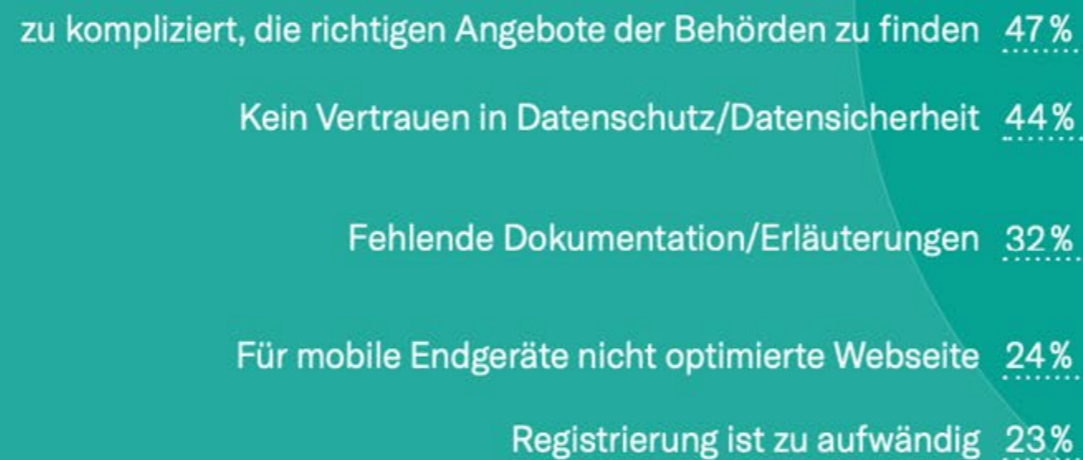 zu kompliziert, die richtigen Angebote der Behörden zu finden 47 %
Kein Vertrauen in Datenschutz/Datensicherheit 44 %
Fehlende Dokumentation/Erläuterungen 32 %
Für mobile Endgeräte nicht optimierte Webseite 24 %
Registrierung ist zu aufwändig 23 %